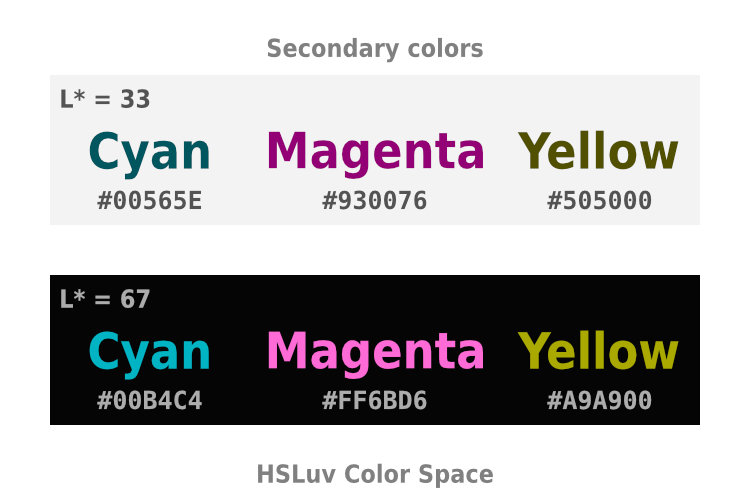 Secondary colors
L* = 33
Cyan Magenta Yellow
#00565E #930076 #505000
L* = 67
Cyan Magenta Yellow
#00B4C4 #FF6BD6 #A9A900
HSLuv Color Space